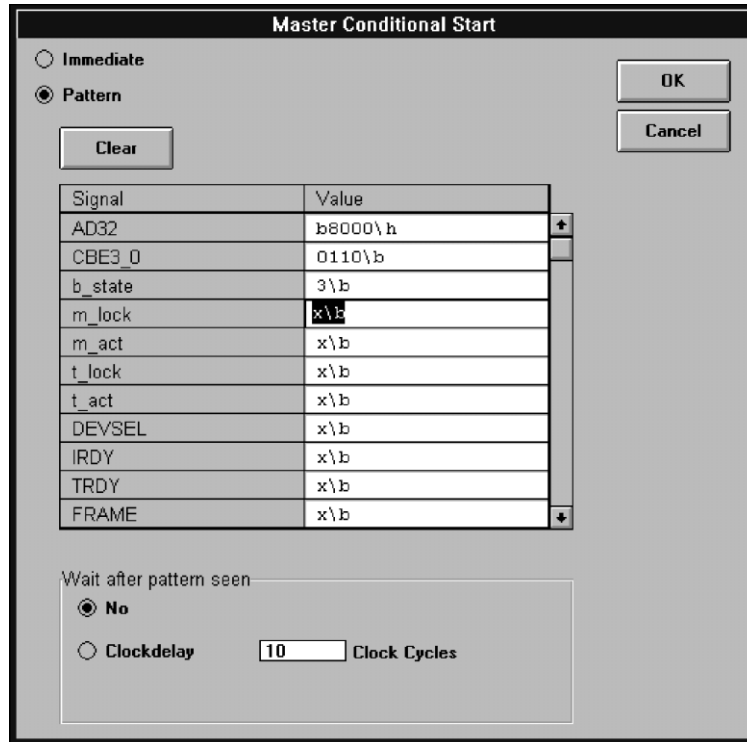 Master Conditional Start
Immediate
Pattern
OK
Cancel
Clear
Signal Value
AD32 b8000\h
CBE3_0 0110\b
b_state 3\b
m_lock x\b
m_act x\b
t_lock x\b
t_act x\b
DEVSEL x\b
IRDY x\b
TRDY x\b
FRAME x\b
Wait after pattern seen
No
Clockdelay 10 Clock Cycles